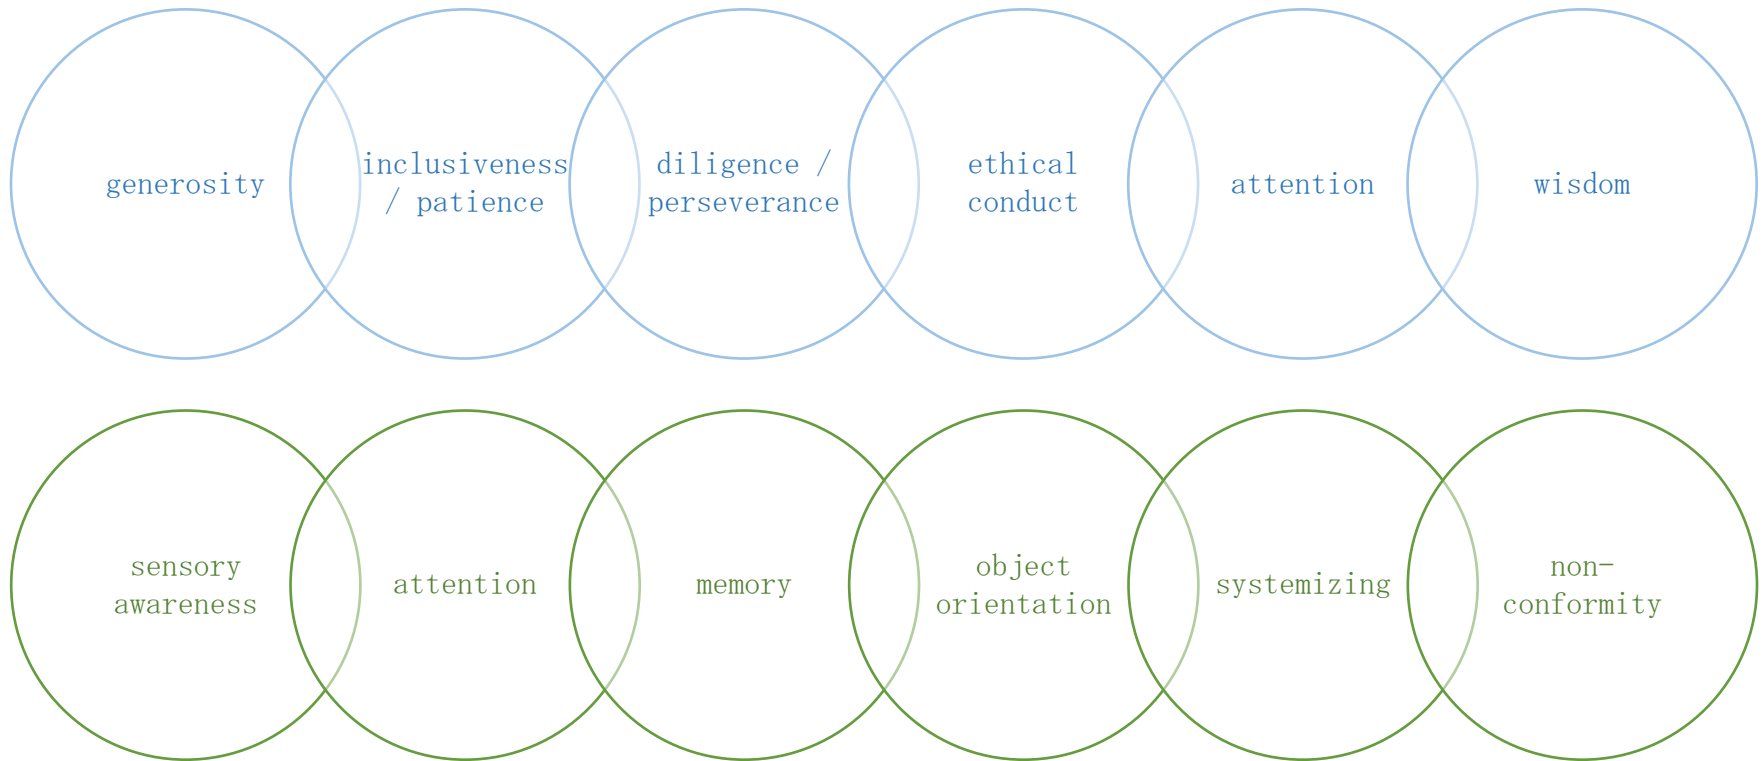 generosity
inclusiveness
/ patience
diligence /
perseverance
ethical
conduct
attention
wisdom
sensory
awareness
attention
memory
object
orientation
systemizing
non-
conformity